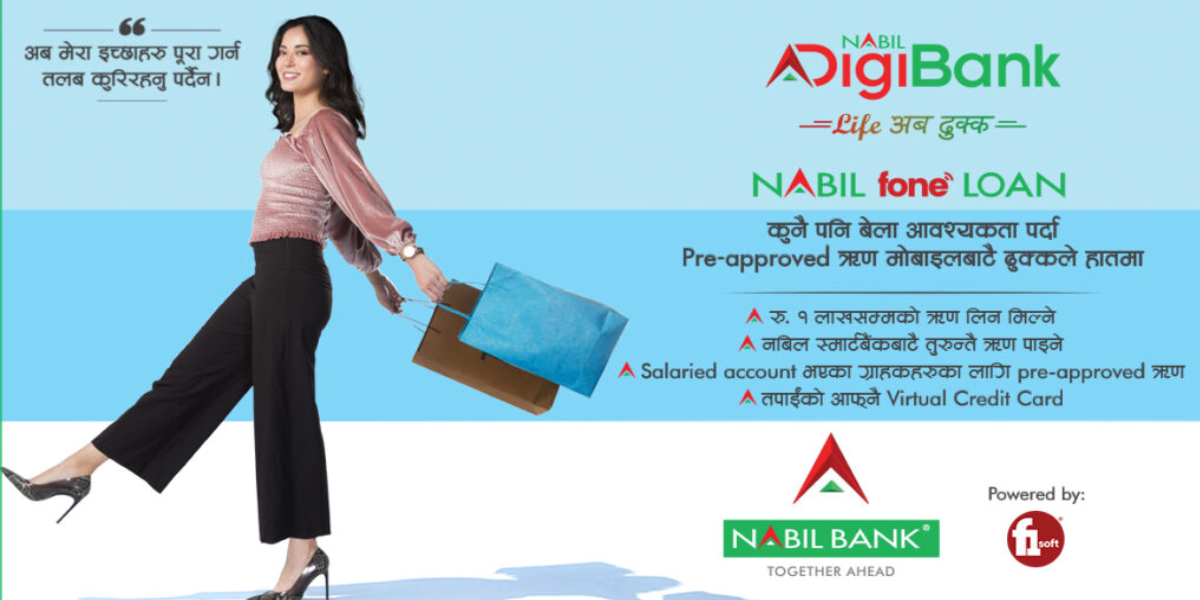 अब मेरा इच्छाहरु पूरा गर्न
तलब कुरिरहनु पर्दैन।
NABIL
DigiBank
Life अब ढुक्क
NABIL fone LOAN
कुनै पनि बेला आवश्यकता पर्दा
Pre-approved ऋण मोबाइलबाटै ढुक्कले हातमा
रु. १ लाखसम्मको ऋण लिन मिल्ने
नबिल स्मार्टबैंकबाटै तुरुन्तै ऋण पाइने
Salaried account भएका ग्राहकहरुका लागि pre-approved ऋण
तपाईंको आफ्नै Virtual Credit Card
NABIL BANK®
TOGETHER AHEAD
Powered by:
f1soft®